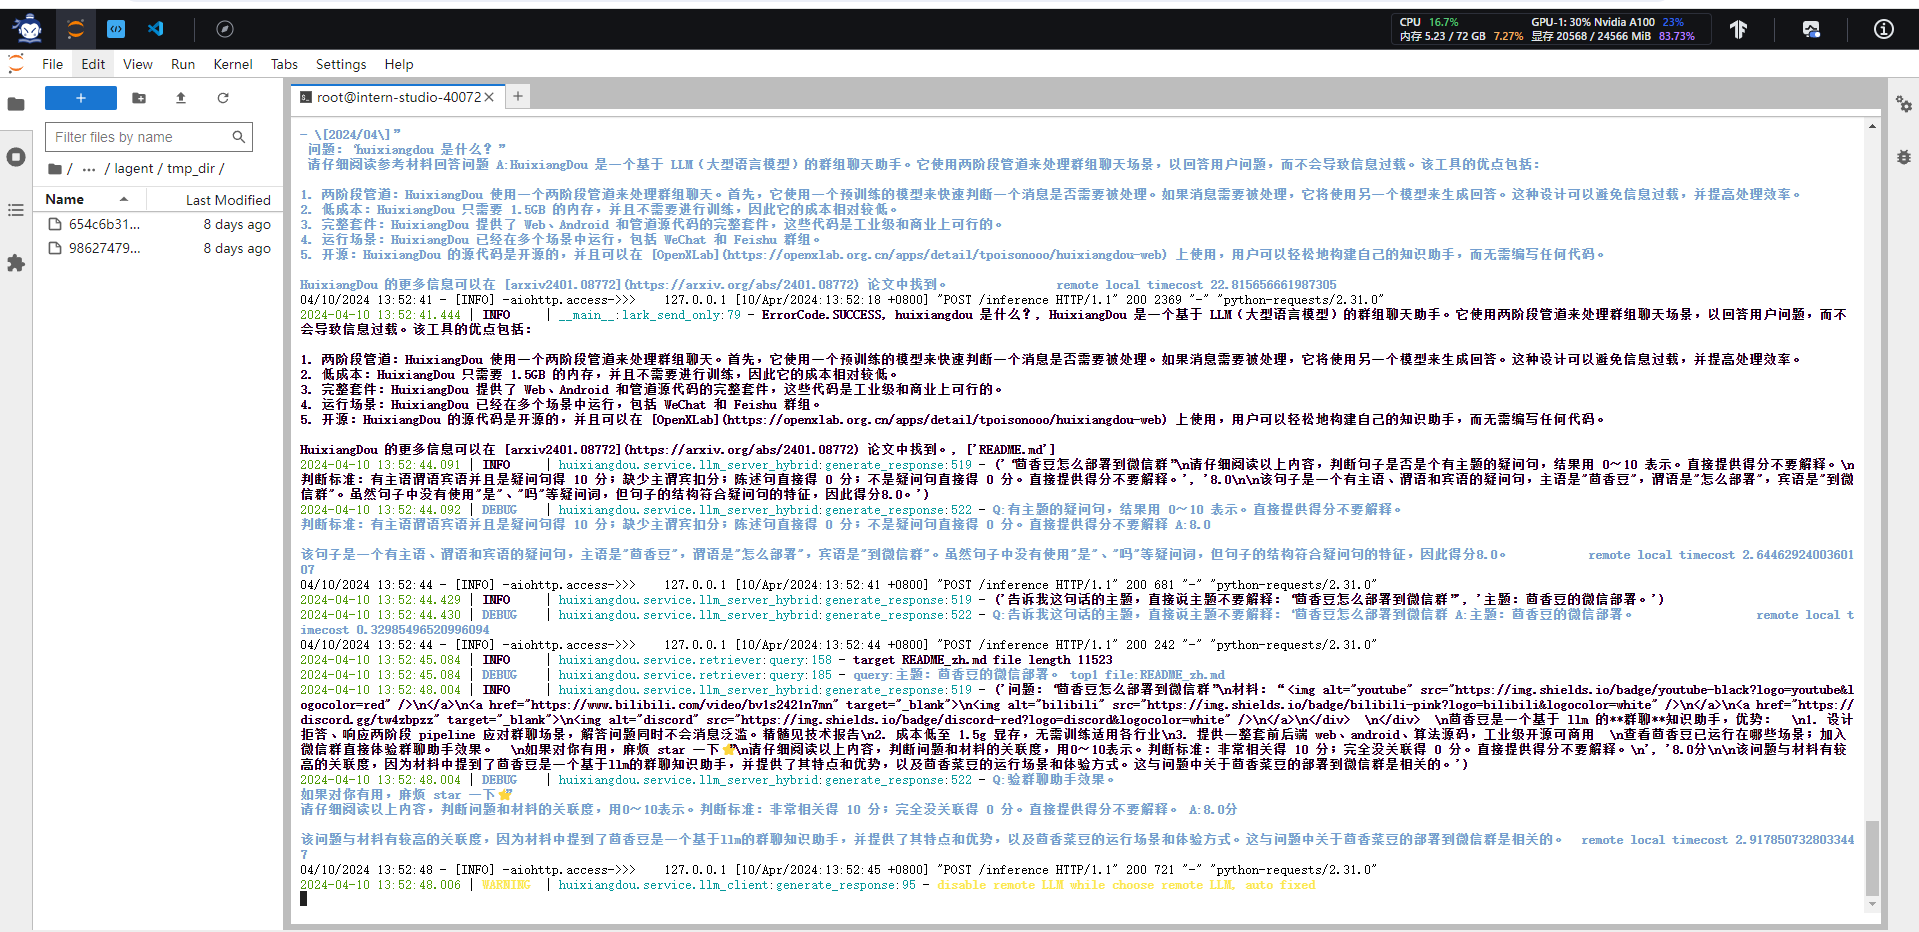 CPU 16.7% GPU-1: 30% Nvidia A100 23%
内存 5.23 / 72 GB 7.27% 显存 20568 / 24566 MiB 83.73%
File Edit View Run Kernel Tabs Settings Help
root@intern-studio-40072
Filter files by name
/ ··· / lagent / tmp_dir /
Name Last Modified
654c6b31... 8 days ago
98627479... 8 days ago
- \[2024/04\]”
问题：“huixiangdou 是什么？”
请仔细阅读参考材料回答问题 A:HuixiangDou 是一个基于 LLM（大型语言模型）的群组聊天助手。它使用两阶段管道来处理群组聊天场景，以回答用户问题，而不会导致信息过载。该工具的优点包括：
1. 两阶段管道：HuixiangDou 使用一个两阶段管道来处理群组聊天。首先，它使用一个预训练的模型来快速判断一个消息是否需要被处理。如果消息需要被处理，它将使用另一个模型来生成回答。这种设计可以避免信息过载，并提高处理效率。
2. 低成本：HuixiangDou 只需要 1.5GB 的内存，并且不需要进行训练，因此它的成本相对较低。
3. 完整套件：HuixiangDou 提供了 Web、Android 和管道源代码的完整套件，这些代码是工业级和商业上可行的。
4. 运行场景：HuixiangDou 已经在多个场景中运行，包括 WeChat 和 Feishu 群组。
5. 开源：HuixiangDou 的源代码是开源的，并且可以在 [OpenXLab](https://openxlab.org.cn/apps/detail/tpoisonooo/huixiangdou-web) 上使用，用户可以轻松地构建自己的知识助手，而无需编写任何代码。
HuixiangDou 的更多信息可以在 [arxiv2401.08772](https://arxiv.org/abs/2401.08772) 论文中找到。 remote local timecost 22.815656661987305
04/10/2024 13:52:41 - [INFO] -aiohttp.access->>> 127.0.0.1 [10/Apr/2024:13:52:18 +0800] "POST /inference HTTP/1.1" 200 2369 "-" "python-requests/2.31.0"
2024-04-10 13:52:41.444 | INFO | __main__:lark_send_only:79 - ErrorCode.SUCCESS, huixiangdou 是什么？, HuixiangDou 是一个基于 LLM（大型语言模型）的群组聊天助手。它使用两阶段管道来处理群组聊天场景，以回答用户问题，而不
会导致信息过载。该工具的优点包括：
1. 两阶段管道：HuixiangDou 使用一个两阶段管道来处理群组聊天。首先，它使用一个预训练的模型来快速判断一个消息是否需要被处理。如果消息需要被处理，它将使用另一个模型来生成回答。这种设计可以避免信息过载，并提高处理效率。
2. 低成本：HuixiangDou 只需要 1.5GB 的内存，并且不需要进行训练，因此它的成本相对较低。
3. 完整套件：HuixiangDou 提供了 Web、Android 和管道源代码的完整套件，这些代码是工业级和商业上可行的。
4. 运行场景：HuixiangDou 已经在多个场景中运行，包括 WeChat 和 Feishu 群组。
5. 开源：HuixiangDou 的源代码是开源的，并且可以在 [OpenXLab](https://openxlab.org.cn/apps/detail/tpoisonooo/huixiangdou-web) 上使用，用户可以轻松地构建自己的知识助手，而无需编写任何代码。
HuixiangDou 的更多信息可以在 [arxiv2401.08772](https://arxiv.org/abs/2401.08772) 论文中找到。, ['README.md']
2024-04-10 13:52:44.091 | INFO | huixiangdou.service.llm_server_hybrid:generate_response:519 - ('“茴香豆怎么部署到微信群”\n请仔细阅读以上内容，判断句子是否是个有主题的疑问句，结果用 0～10 表示。直接提供得分不要解释。\n
判断标准：有主语谓语宾语并且是疑问句得 10 分；缺少主谓宾扣分；陈述句直接得 0 分；不是疑问句直接得 0 分。直接提供得分不要解释。', '8.0\n\n该句子是一个有主语、谓语和宾语的疑问句，主语是"茴香豆"，谓语是"怎么部署"，宾语是"到微
信群"。虽然句子中没有使用"是"、"吗"等疑问词，但句子的结构符合疑问句的特征，因此得分8.0。')
2024-04-10 13:52:44.092 | DEBUG | huixiangdou.service.llm_server_hybrid:generate_response:522 - Q:有主题的疑问句，结果用 0～10 表示。直接提供得分不要解释。
判断标准：有主语谓语宾语并且是疑问句得 10 分；缺少主谓宾扣分；陈述句直接得 0 分；不是疑问句直接得 0 分。直接提供得分不要解释 A:8.0
该句子是一个有主语、谓语和宾语的疑问句，主语是"茴香豆"，谓语是"怎么部署"，宾语是"到微信群"。虽然句子中没有使用"是"、"吗"等疑问词，但句子的结构符合疑问句的特征，因此得分8.0。 remote local timecost 2.64462924003601
07
04/10/2024 13:52:44 - [INFO] -aiohttp.access->>> 127.0.0.1 [10/Apr/2024:13:52:41 +0800] "POST /inference HTTP/1.1" 200 681 "-" "python-requests/2.31.0"
2024-04-10 13:52:44.429 | INFO | huixiangdou.service.llm_server_hybrid:generate_response:519 - ('告诉我这句话的主题，直接说主题不要解释：“茴香豆怎么部署到微信群”', '主题：茴香豆的微信部署。')
2024-04-10 13:52:44.430 | DEBUG | huixiangdou.service.llm_server_hybrid:generate_response:522 - Q:告诉我这句话的主题，直接说主题不要解释：“茴香豆怎么部署到微信群 A:主题：茴香豆的微信部署。 remote local t
imecost 0.32985496520996094
04/10/2024 13:52:44 - [INFO] -aiohttp.access->>> 127.0.0.1 [10/Apr/2024:13:52:44 +0800] "POST /inference HTTP/1.1" 200 242 "-" "python-requests/2.31.0"
2024-04-10 13:52:45.084 | INFO | huixiangdou.service.retriever:query:158 - target README_zh.md file length 11523
2024-04-10 13:52:45.084 | DEBUG | huixiangdou.service.retriever:query:185 - query:主题：茴香豆的微信部署。 top1 file:README_zh.md
2024-04-10 13:52:48.004 | INFO | huixiangdou.service.llm_server_hybrid:generate_response:519 - ('问题：“茴香豆怎么部署到微信群”\n材料：“<img alt="youtube" src="https://img.shields.io/badge/youtube-black?logo=youtube&l
ogocolor=red" />\n</a>\n<a href="https://www.bilibili.com/video/bv1s2421n7mn" target="_blank">\n<img alt="bilibili" src="https://img.shields.io/badge/bilibili-pink?logo=bilibili&logocolor=white" />\n</a>\n<a href="https://
discord.gg/tw4zbpzz" target="_blank">\n<img alt="discord" src="https://img.shields.io/badge/discord-red?logo=discord&logocolor=white" />\n</a>\n</div> \n</div> \n茴香豆是一个基于 llm 的**群聊**知识助手，优势： \n1. 设计
拒答、响应两阶段 pipeline 应对群聊场景，解答问题同时不会消息泛滥。精髓见技术报告\n2. 成本低至 1.5g 显存，无需训练适用各行业\n3. 提供一整套前后端 web、android、算法源码，工业级开源可商用 \n查看茴香豆已运行在哪些场景；加入
微信群直接体验群聊助手效果。 \n如果对你有用，麻烦 star 一下⭐”\n请仔细阅读以上内容，判断问题和材料的关联度，用0～10表示。判断标准：非常相关得 10 分；完全没关联得 0 分。直接提供得分不要解释。\n', '8.0分\n\n该问题与材料有较
高的关联度，因为材料中提到了茴香豆是一个基于llm的群聊知识助手，并提供了其特点和优势，以及茴香菜豆的运行场景和体验方式。这与问题中关于茴香菜豆的部署到微信群是相关的。')
2024-04-10 13:52:48.004 | DEBUG | huixiangdou.service.llm_server_hybrid:generate_response:522 - Q:验群聊助手效果。
如果对你有用，麻烦 star 一下⭐”
请仔细阅读以上内容，判断问题和材料的关联度，用0～10表示。判断标准：非常相关得 10 分；完全没关联得 0 分。直接提供得分不要解释。 A:8.0分
该问题与材料有较高的关联度，因为材料中提到了茴香豆是一个基于llm的群聊知识助手，并提供了其特点和优势，以及茴香菜豆的运行场景和体验方式。这与问题中关于茴香菜豆的部署到微信群是相关的。 remote local timecost 2.917850732803344
7
04/10/2024 13:52:48 - [INFO] -aiohttp.access->>> 127.0.0.1 [10/Apr/2024:13:52:45 +0800] "POST /inference HTTP/1.1" 200 721 "-" "python-requests/2.31.0"
2024-04-10 13:52:48.006 | WARNING | huixiangdou.service.llm_client:generate_response:95 - disable remote LLM while choose remote LLM, auto fixed